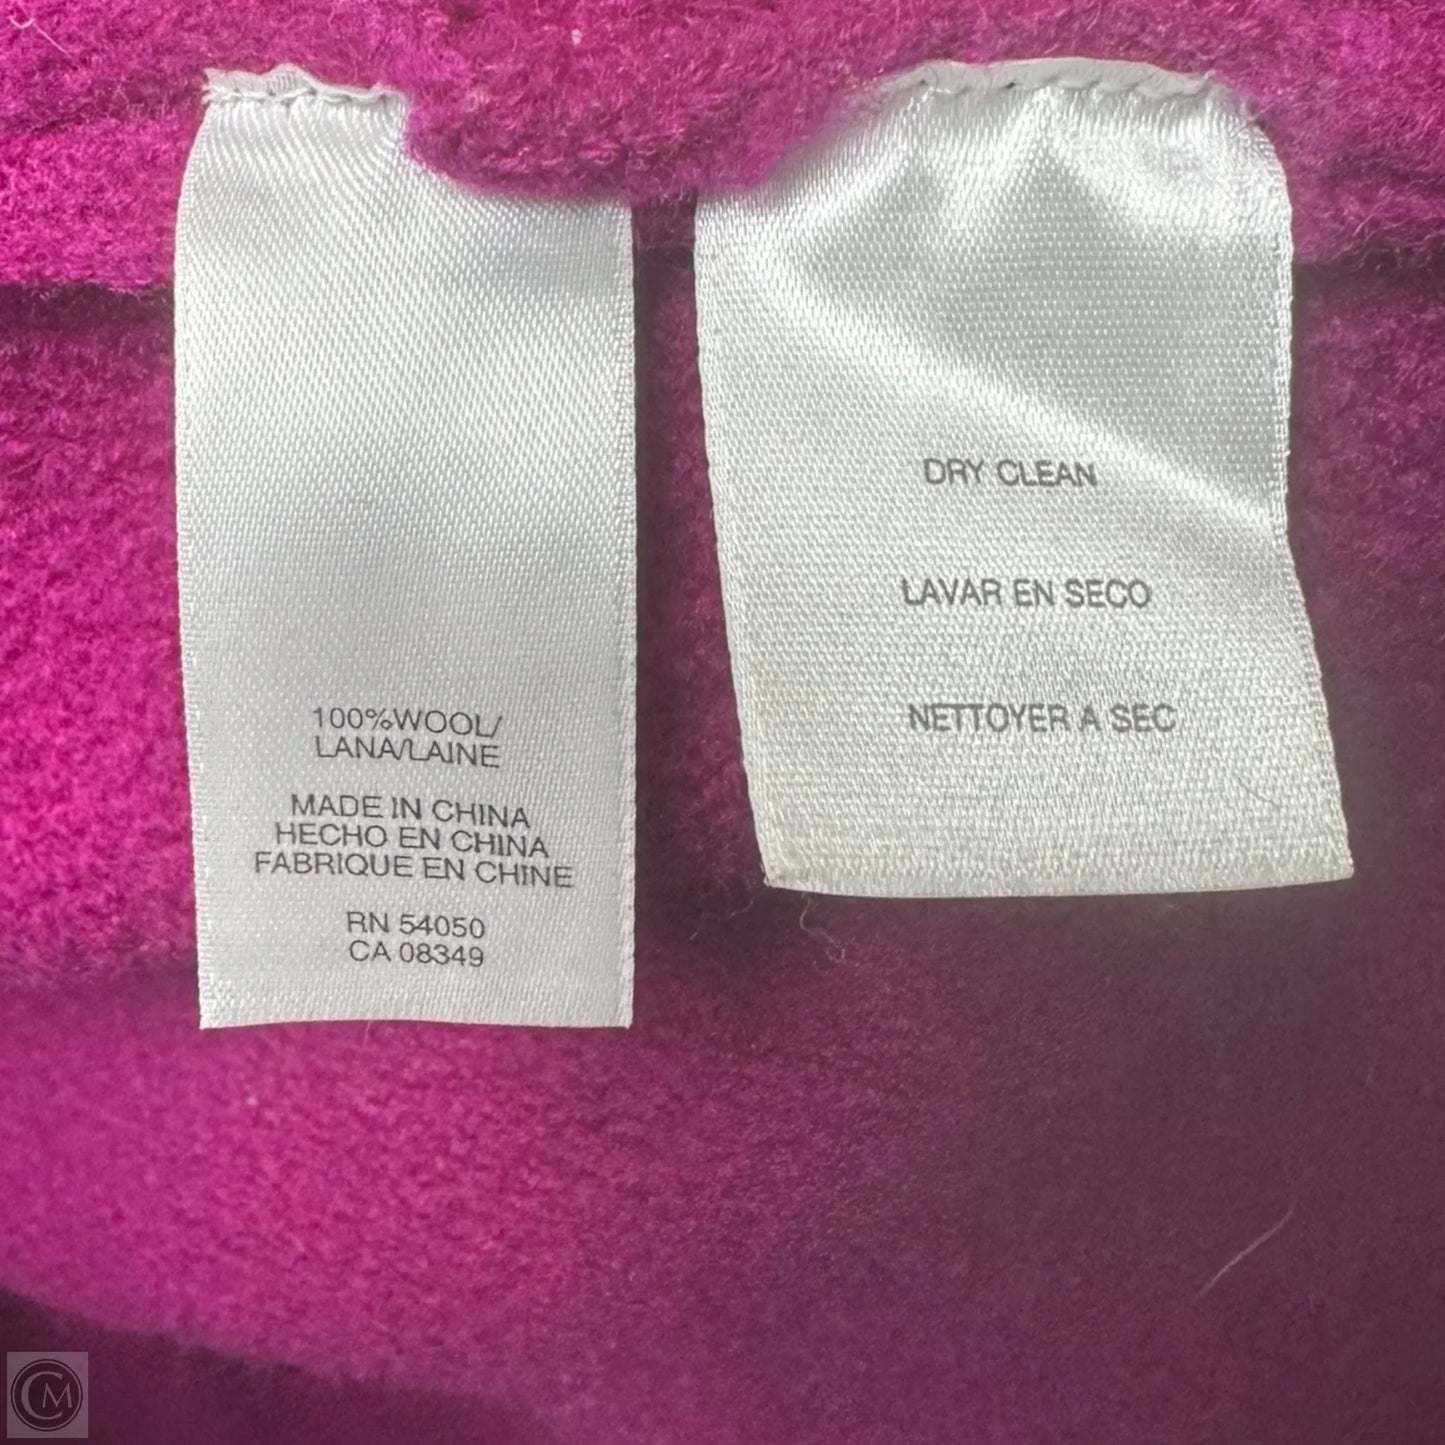 100%WOOL/
LANA/LAINE
MADE IN CHINA
HECHO EN CHINA
FABRIQUE EN CHINE
RN 54050
CA 08349
DRY CLEAN
LAVAR EN SECO
NETTOYER A SEC
CM